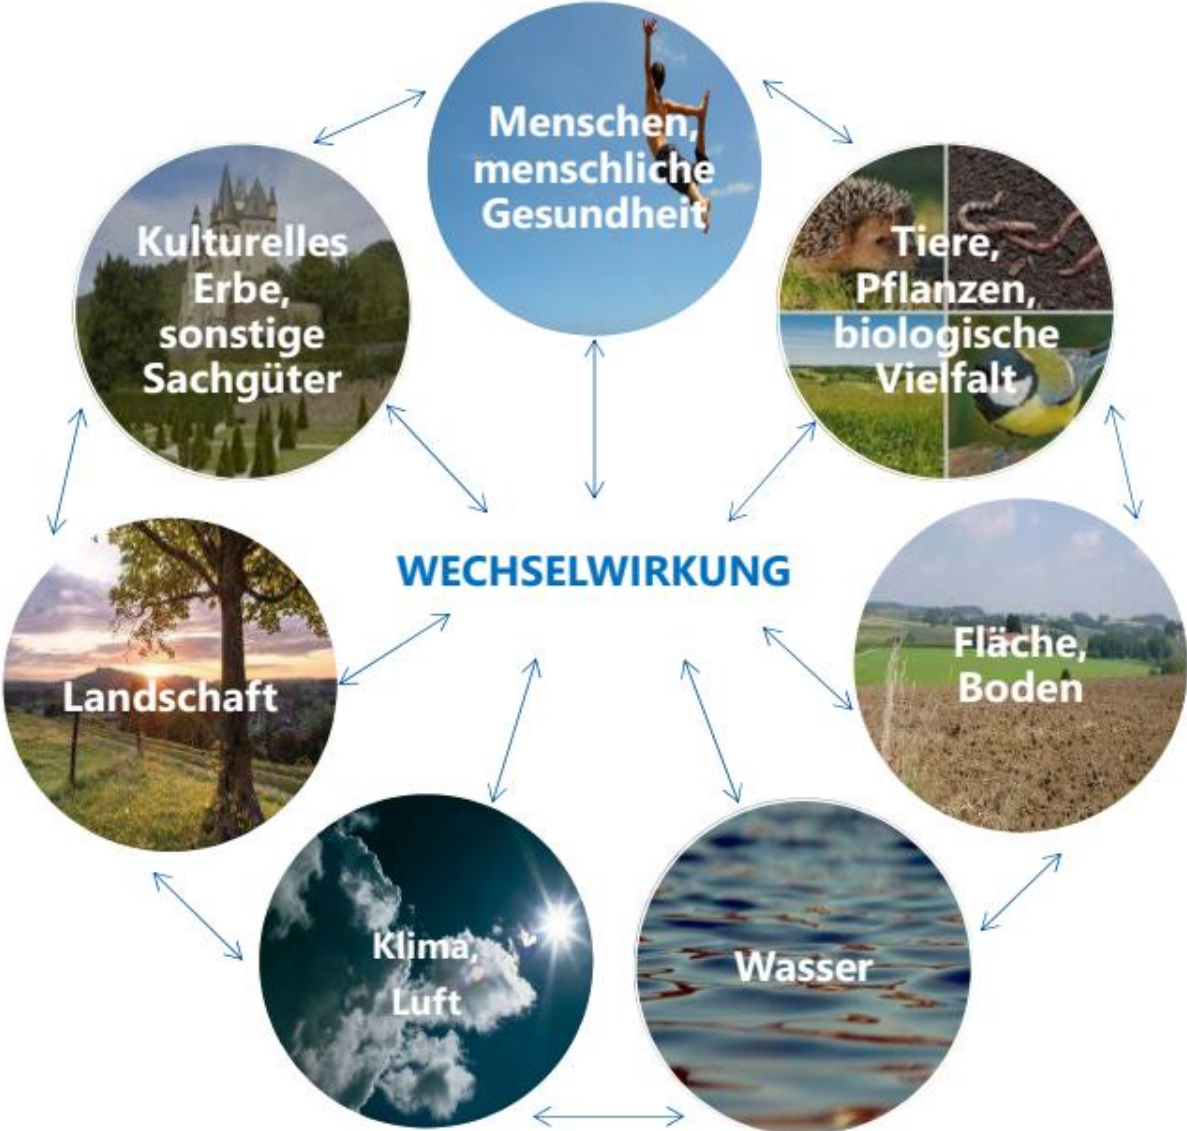 Menschen,
menschliche
Gesundheit
Kulturelles
Erbe,
sonstige
Sachgüter
Tiere,
Pflanzen,
biologische
Vielfalt
WECHSELWIRKUNG
Landschaft
Fläche,
Boden
Klima,
Luft
Wasser